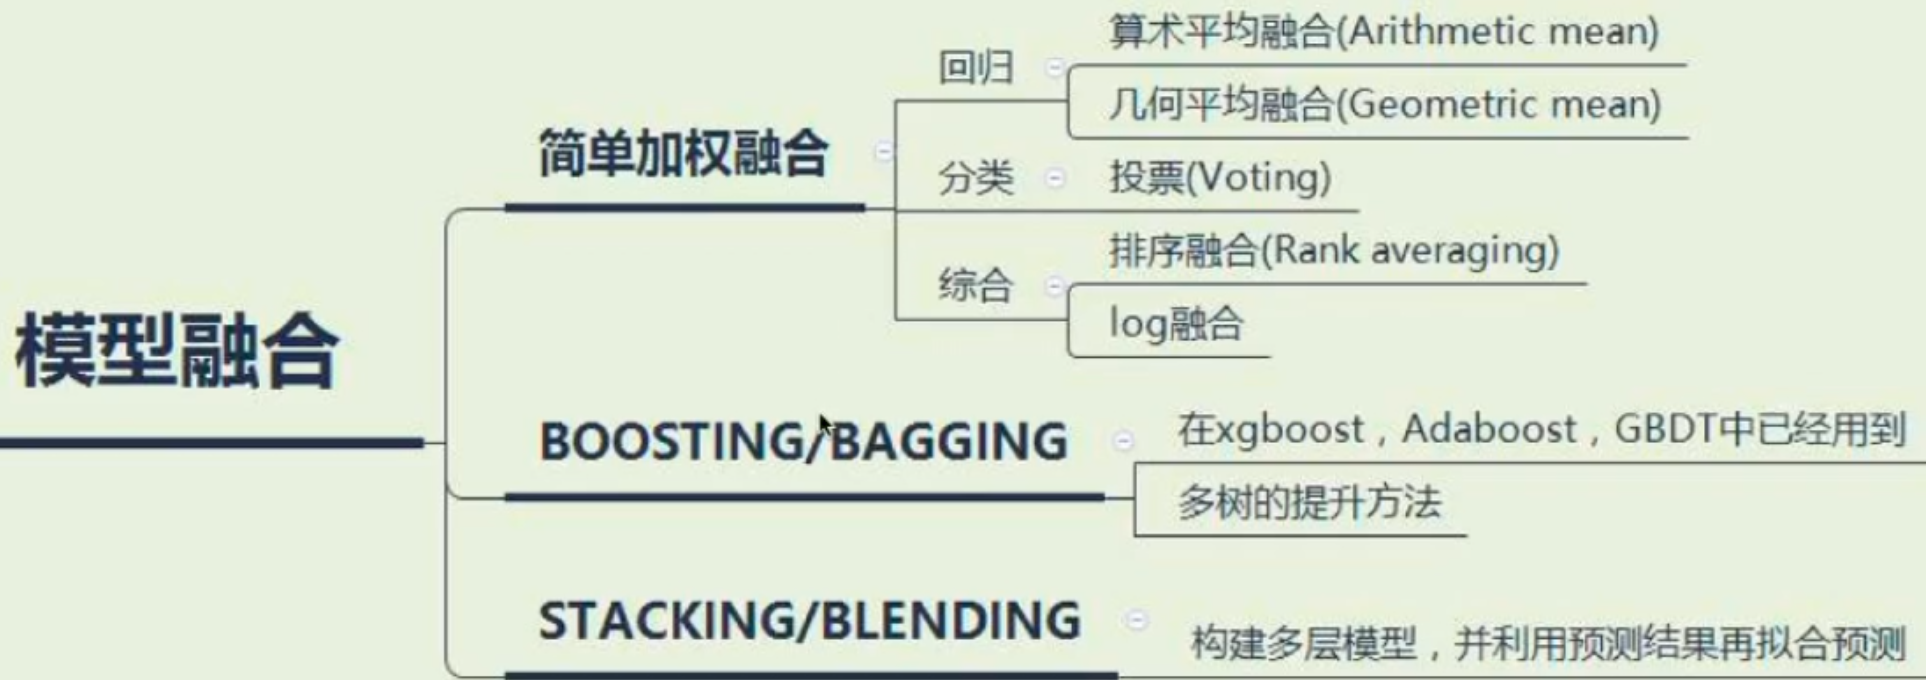 算术平均融合(Arithmetic mean)
回归
几何平均融合(Geometric mean)
简单加权融合
分类
投票(Voting)
排序融合(Rank averaging)
综合
log融合
模型融合
在xgboost，Adaboost，GBDT中已经用到
BOOSTING/BAGGING
多树的提升方法
STACKING/BLENDING
构建多层模型，并利用预测结果再拟合预测